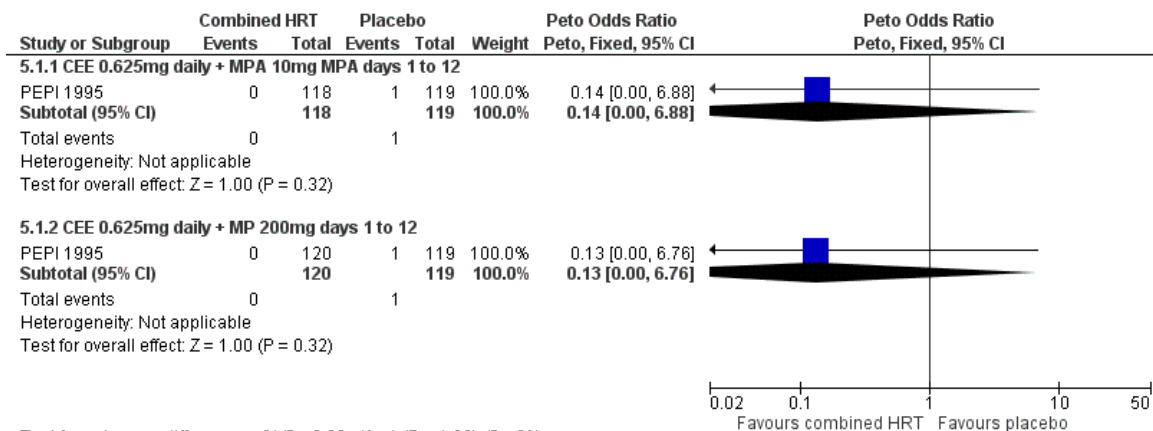 Combined HRT Placebo Peto Odds Ratio Peto Odds Ratio
Study or Subgroup Events Total Events Total Weight Peto, Fixed, 95% CI Peto, Fixed, 95% CI
5.1.1 CEE 0.625mg daily + MPA 10mg MPA days 1 to 12
PEPI 1995 0 118 1 119 100.0% 0.14 [0.00, 6.88]
Subtotal (95% CI) 118 119 100.0% 0.14 [0.00, 6.88]
Total events 0 1
Heterogeneity: Not applicable
Test for overall effect: Z = 1.00 (P = 0.32)
5.1.2 CEE 0.625mg daily + MP 200mg days 1 to 12
PEPI 1995 0 120 1 119 100.0% 0.13 [0.00, 6.76]
Subtotal (95% CI) 120 119 100.0% 0.13 [0.00, 6.76]
Total events 0 1
Heterogeneity: Not applicable
Test for overall effect: Z = 1.00 (P = 0.32)
0.02 0.1 1 10 50
Favours combined HRT Favours placebo